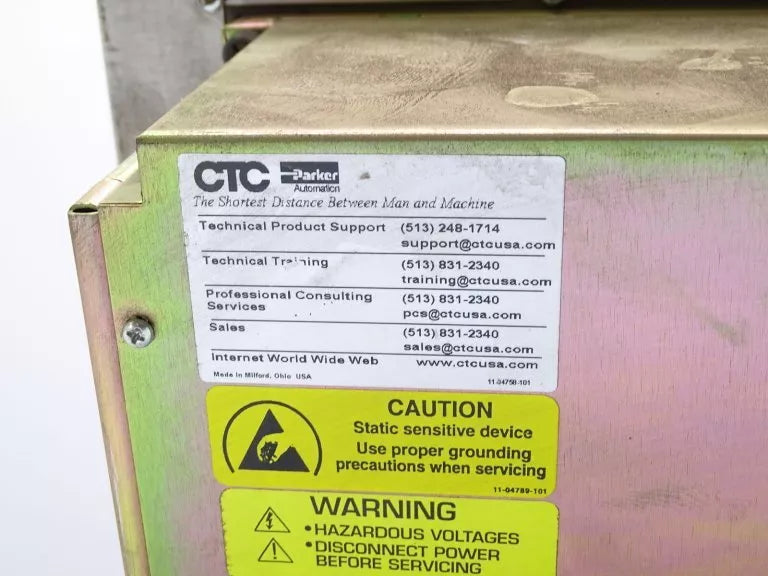 CTC Parker
Automation
The Shortest Distance Between Man and Machine
Technical Product Support (513) 248-1714
support@ctcusa.com
Technical Training (513) 831-2340
training@ctcusa.com
Professional Consulting (513) 831-2340
Services pcs@ctcusa.com
Sales (513) 831-2340
sales@ctcusa.com
Internet World Wide Web www.ctcusa.com
Made in Milford, Ohio USA 11-04758-101
CAUTION
Static sensitive device
Use proper grounding
precautions when servicing
11-04789-101
WARNING
•HAZARDOUS VOLTAGES
•DISCONNECT POWER
BEFORE SERVICING